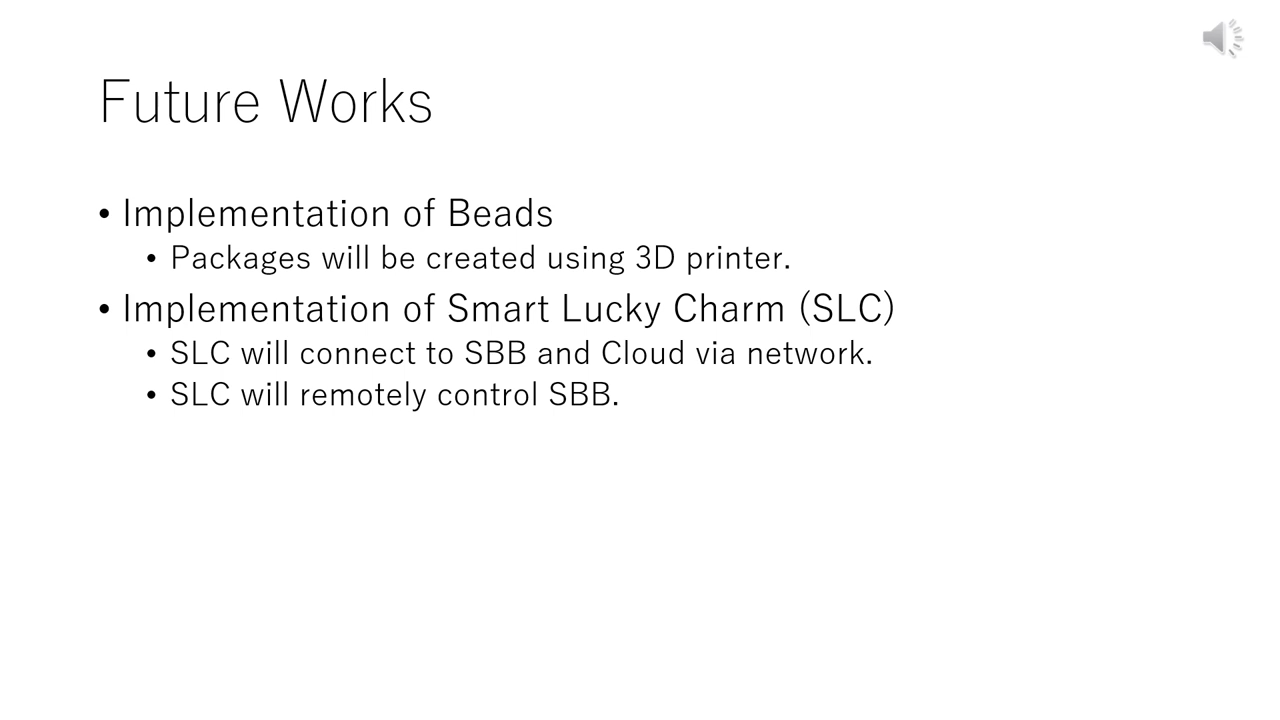 Future Works
• Implementation of Beads
• Packages will be created using 3D printer.
• Implementation of Smart Lucky Charm (SLC)
• SLC will connect to SBB and Cloud via network.
• SLC will remotely control SBB.